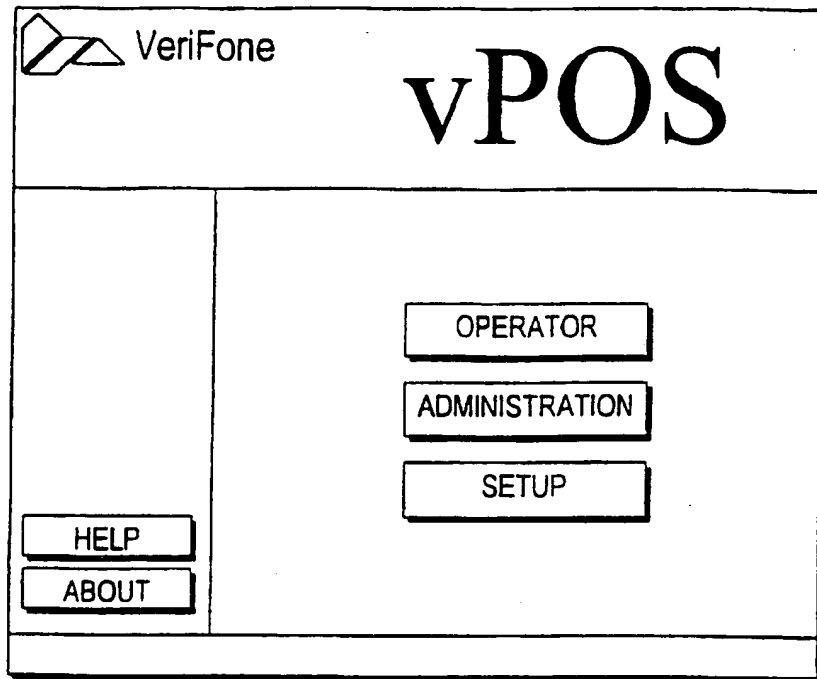 VeriFone
vPOS
OPERATOR
ADMINISTRATION
SETUP
HELP
ABOUT